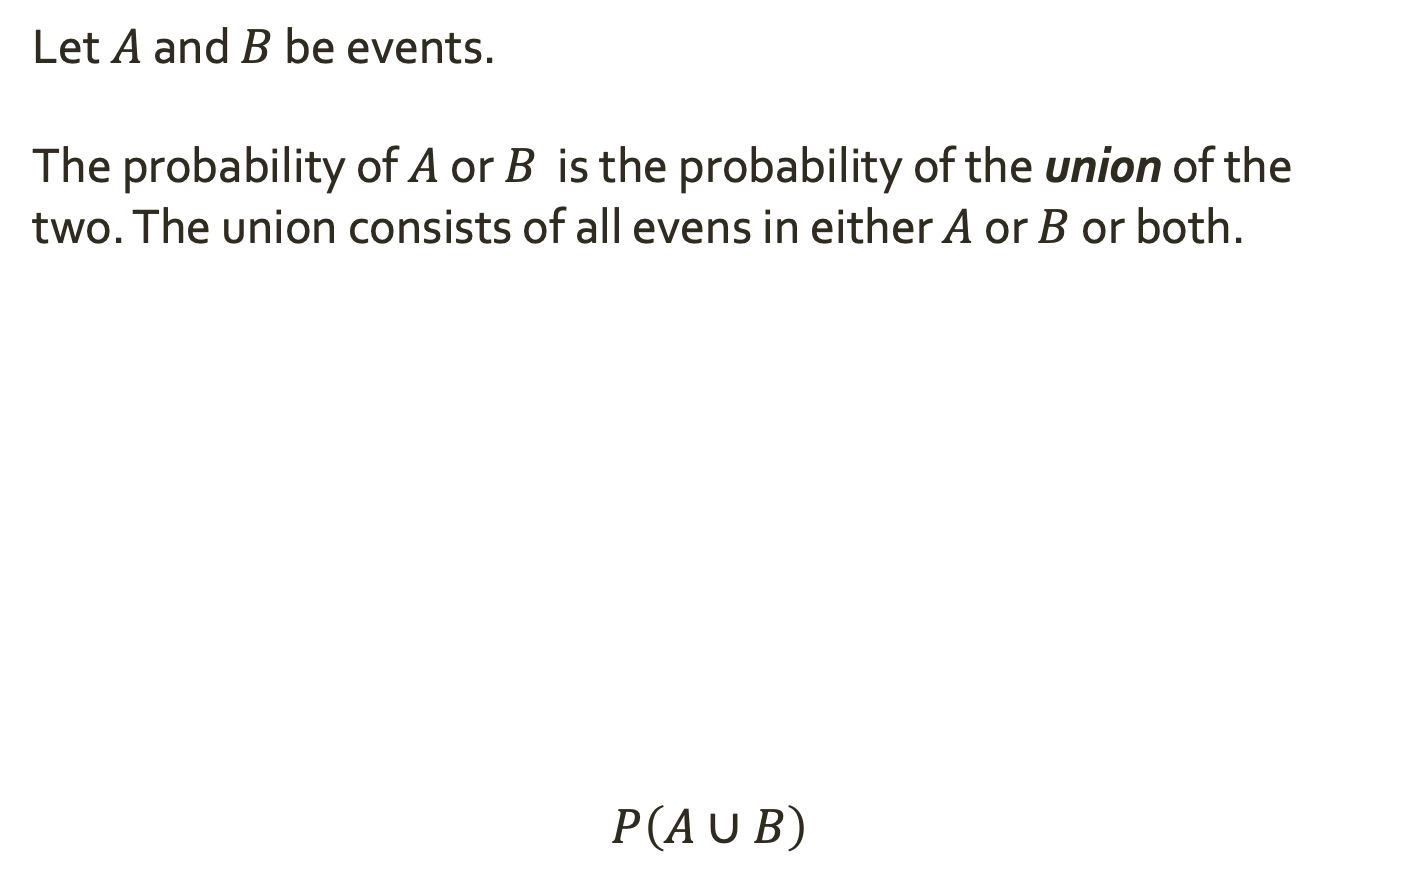 Let A and B be events.
The probability of A or B is the probability of the union of the
two. The union consists of all evens in either A or B or both.
P(A ∪ B)